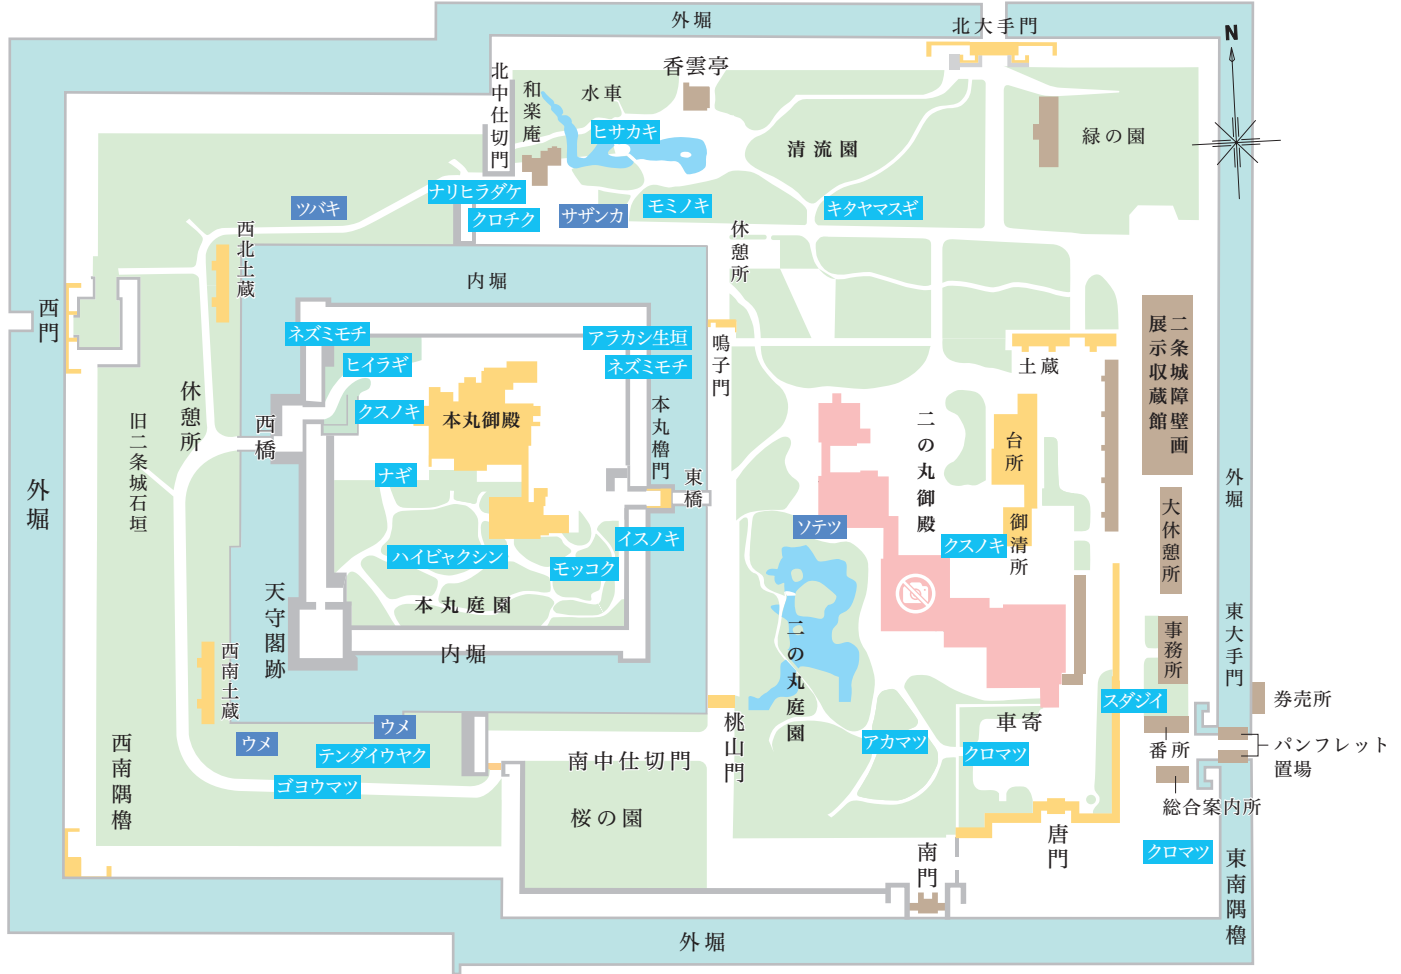 外堀
北大手門
N
香雲亭
水車
和楽庵
北中仕切門
ヒサカキ
清流園
緑の園
ナリヒラダケ
クロチク
サザンカ
モミノキ
キタヤマスギ
ツバキ
西北土蔵
休憩所
内堀
西門
ネズミモチ
アラカシ生垣
ネズミモチ
ヒイラギ
鳴子門
土蔵
二条城障壁画
展示収蔵館
休憩所
旧二条城石垣
西橋
クスノキ
本丸御殿
本丸櫓門
東橋
ナギ
二の丸御殿
台所
御清所
クスノキ
外堀
外堀
大休憩所
ソテツ
イスノキ
ハイビャクシン
モッコク
本丸庭園
天守閣跡
内堀
二の丸庭園
事務所
東大手門
西南土蔵
スダジイ
券売所
ウメ
ウメ
テンダイウヤク
ゴヨウマツ
西南隅櫓
南中仕切門
桜の園
桃山門
アカマツ
車寄
クロマツ
番所
パンフレット
置場
総合案内所
唐門
南門
クロマツ
東南隅櫓
外堀